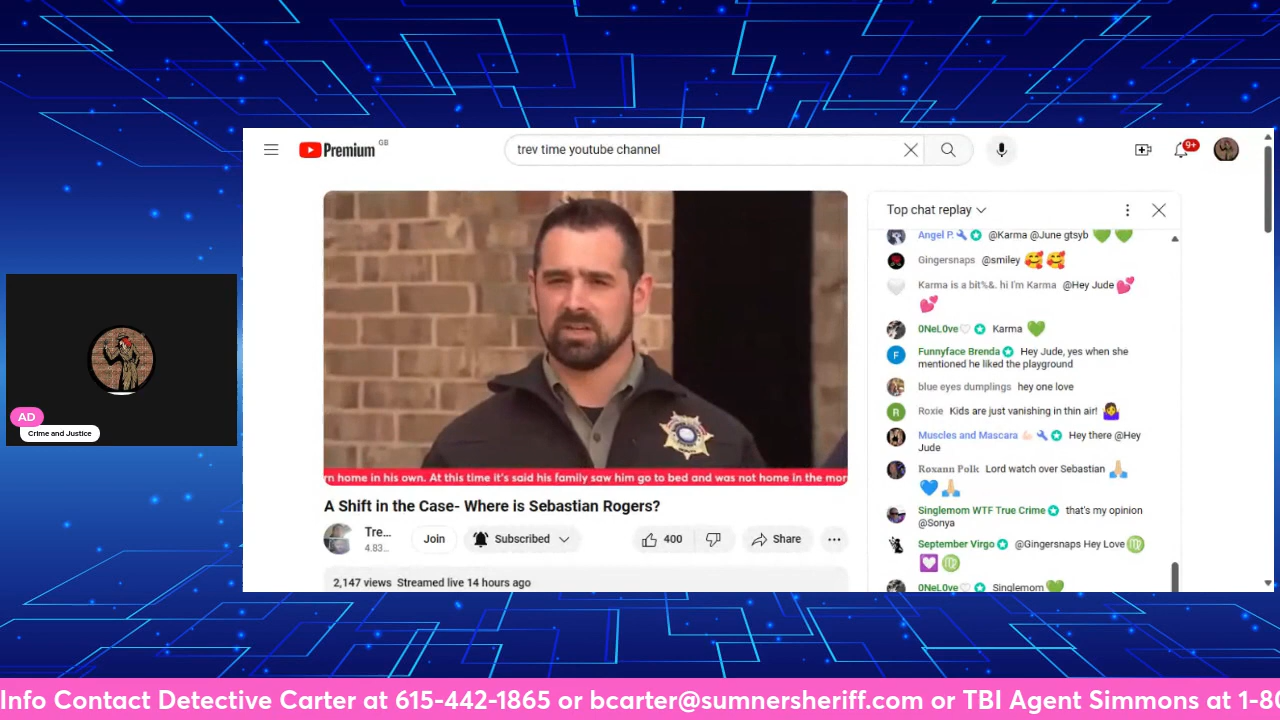 Premium GB
trev time youtube channel
9+
Top chat replay
Angel P. @Karma @June gtsyb
Gingersnaps @smiley
Karma is a bit%&. hi I'm Karma @Hey Jude
0NeL0ve Karma
F
Funnyface Brenda Hey Jude, yes when she
mentioned he liked the playground
blue eyes dumplings hey one love
R
Roxie Kids are just vanishing in thin air!
Muscles and Mascara Hey there @Hey
Jude
Roxann Polk Lord watch over Sebastian
Singlemom WTF True Crime that's my opinion
@Sonya
September Virgo @Gingersnaps Hey Love
0NeL0ve Singlemom
n home in his own. At this time it's said his family saw him go to bed and was not home in the mor
A Shift in the Case- Where is Sebastian Rogers?
Tre...
4.83...
Join
Subscribed
400
Share
2,147 views Streamed live 14 hours ago
AD
Crime and Justice
Info Contact Detective Carter at 615-442-1865 or bcarter@sumnersheriff.com or TBI Agent Simmons at 1-80